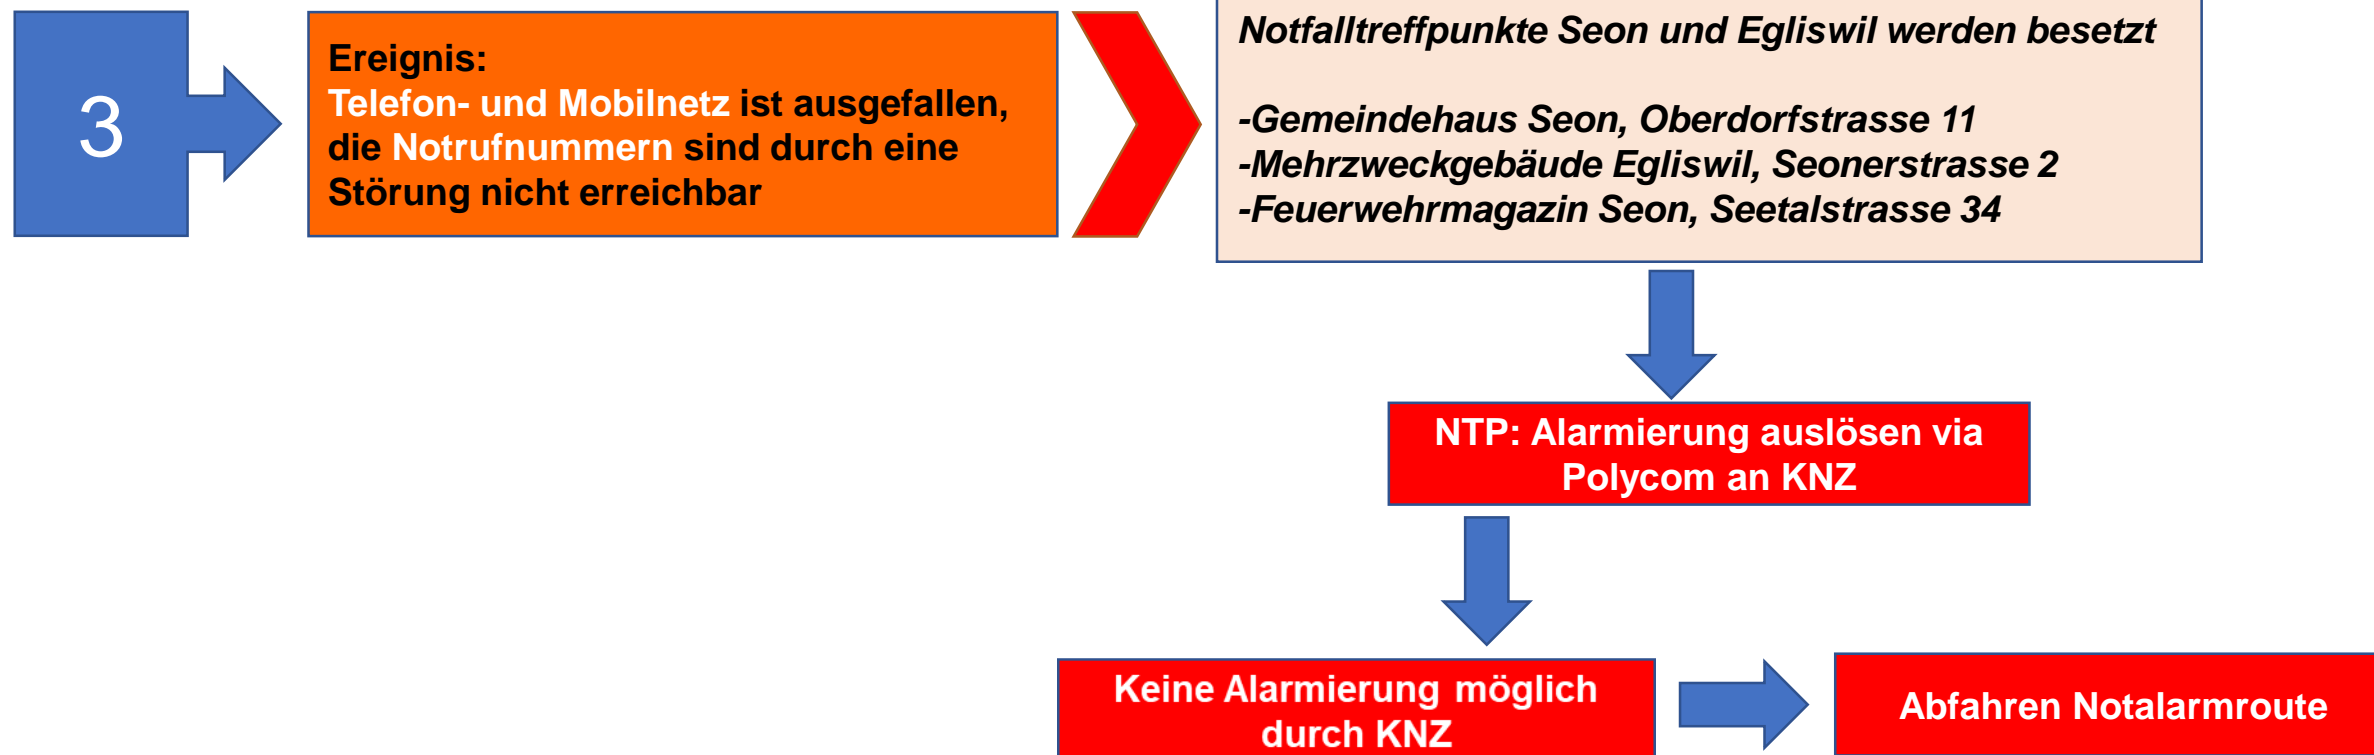 3
Ereignis:
Telefon- und Mobilnetz ist ausgefallen,
die Notrufnummern sind durch eine
Störung nicht erreichbar
Notfalltreffpunkte Seon und Egliswil werden besetzt
-Gemeindehaus Seon, Oberdorfstrasse 11
-Mehrzweckgebäude Egliswil, Seonerstrasse 2
-Feuerwehrmagazin Seon, Seetalstrasse 34
NTP: Alarmierung auslösen via
Polycom an KNZ
Keine Alarmierung möglich
durch KNZ
Abfahren Notalarmroute